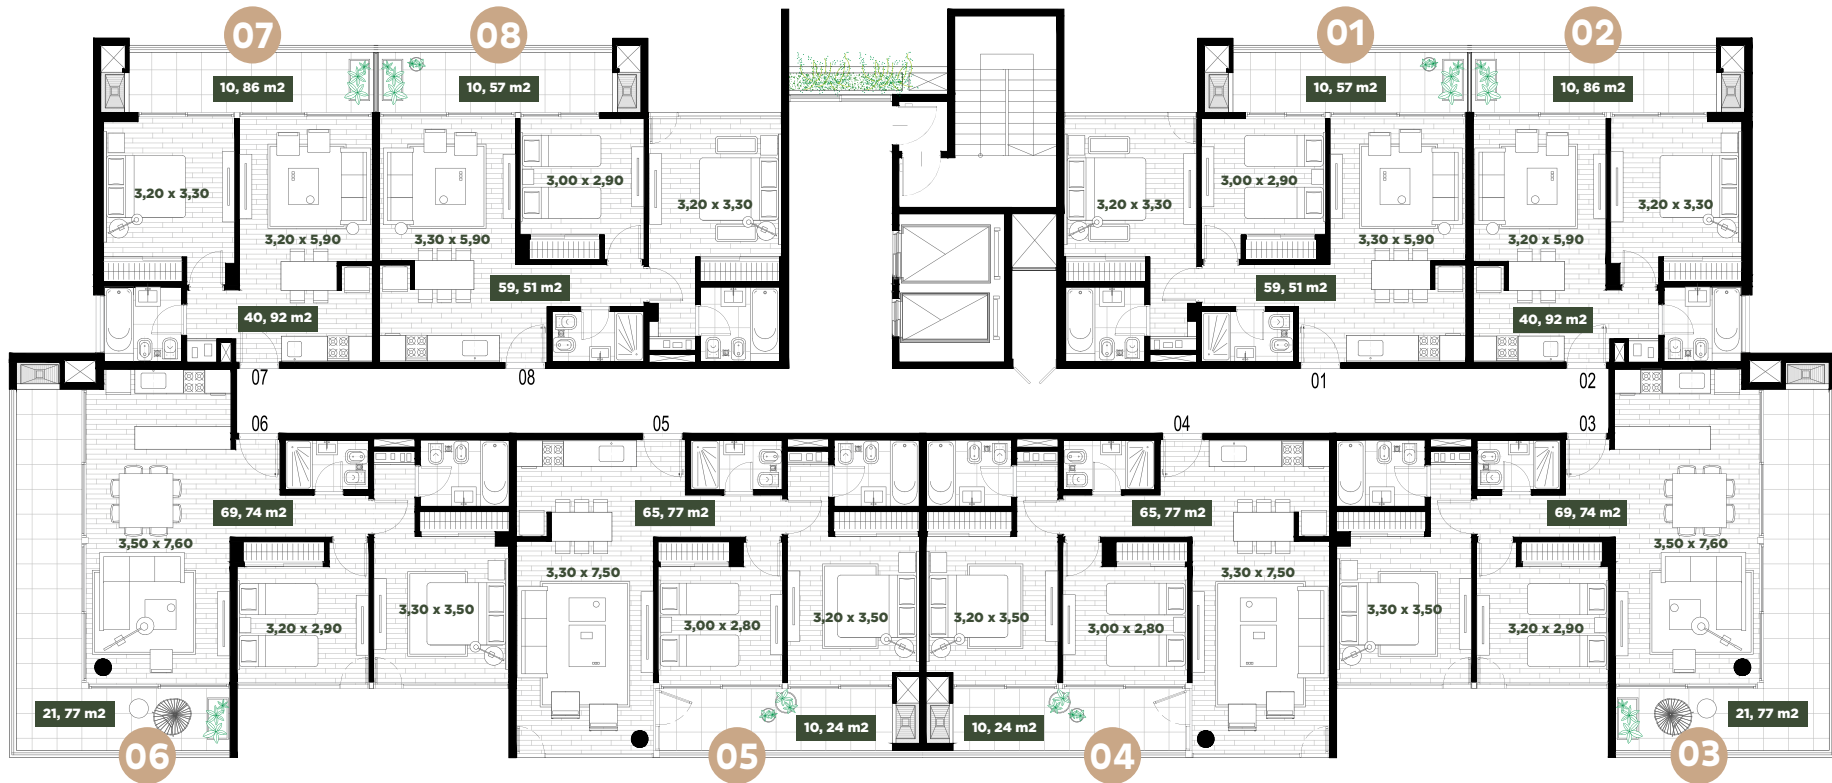 07
08
01
02
10, 86 m2
10, 57 m2
10, 57 m2
10, 86 m2
3,20 x 3,30
3,00 x 2,90
3,20 x 3,30
3,20 x 3,30
3,00 x 2,90
3,20 x 3,30
3,20 x 5,90
3,30 x 5,90
3,30 x 5,90
3,20 x 5,90
59, 51 m2
59, 51 m2
40, 92 m2
40, 92 m2
07
08
01
02
06
05
04
03
69, 74 m2
65, 77 m2
65, 77 m2
69, 74 m2
3,50 x 7,60
3,30 x 7,50
3,30 x 7,50
3,50 x 7,60
3,20 x 2,90
3,30 x 3,50
3,00 x 2,80
3,20 x 3,50
3,20 x 3,50
3,00 x 2,80
3,30 x 3,50
3,20 x 2,90
21, 77 m2
10, 24 m2
10, 24 m2
21, 77 m2
06
05
04
03